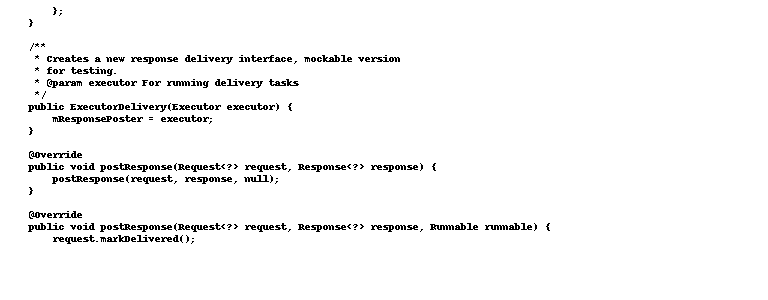 };
}

/**
 * Creates a new response delivery interface, mockable version
 * for testing.
 * @param executor For running delivery tasks
 */
public ExecutorDelivery(Executor executor) {
    mResponsePoster = executor;
}

@Override
public void postResponse(Request<?> request, Response<?> response) {
    postResponse(request, response, null);
}

@Override
public void postResponse(Request<?> request, Response<?> response, Runnable runnable) {
    request.markDelivered();